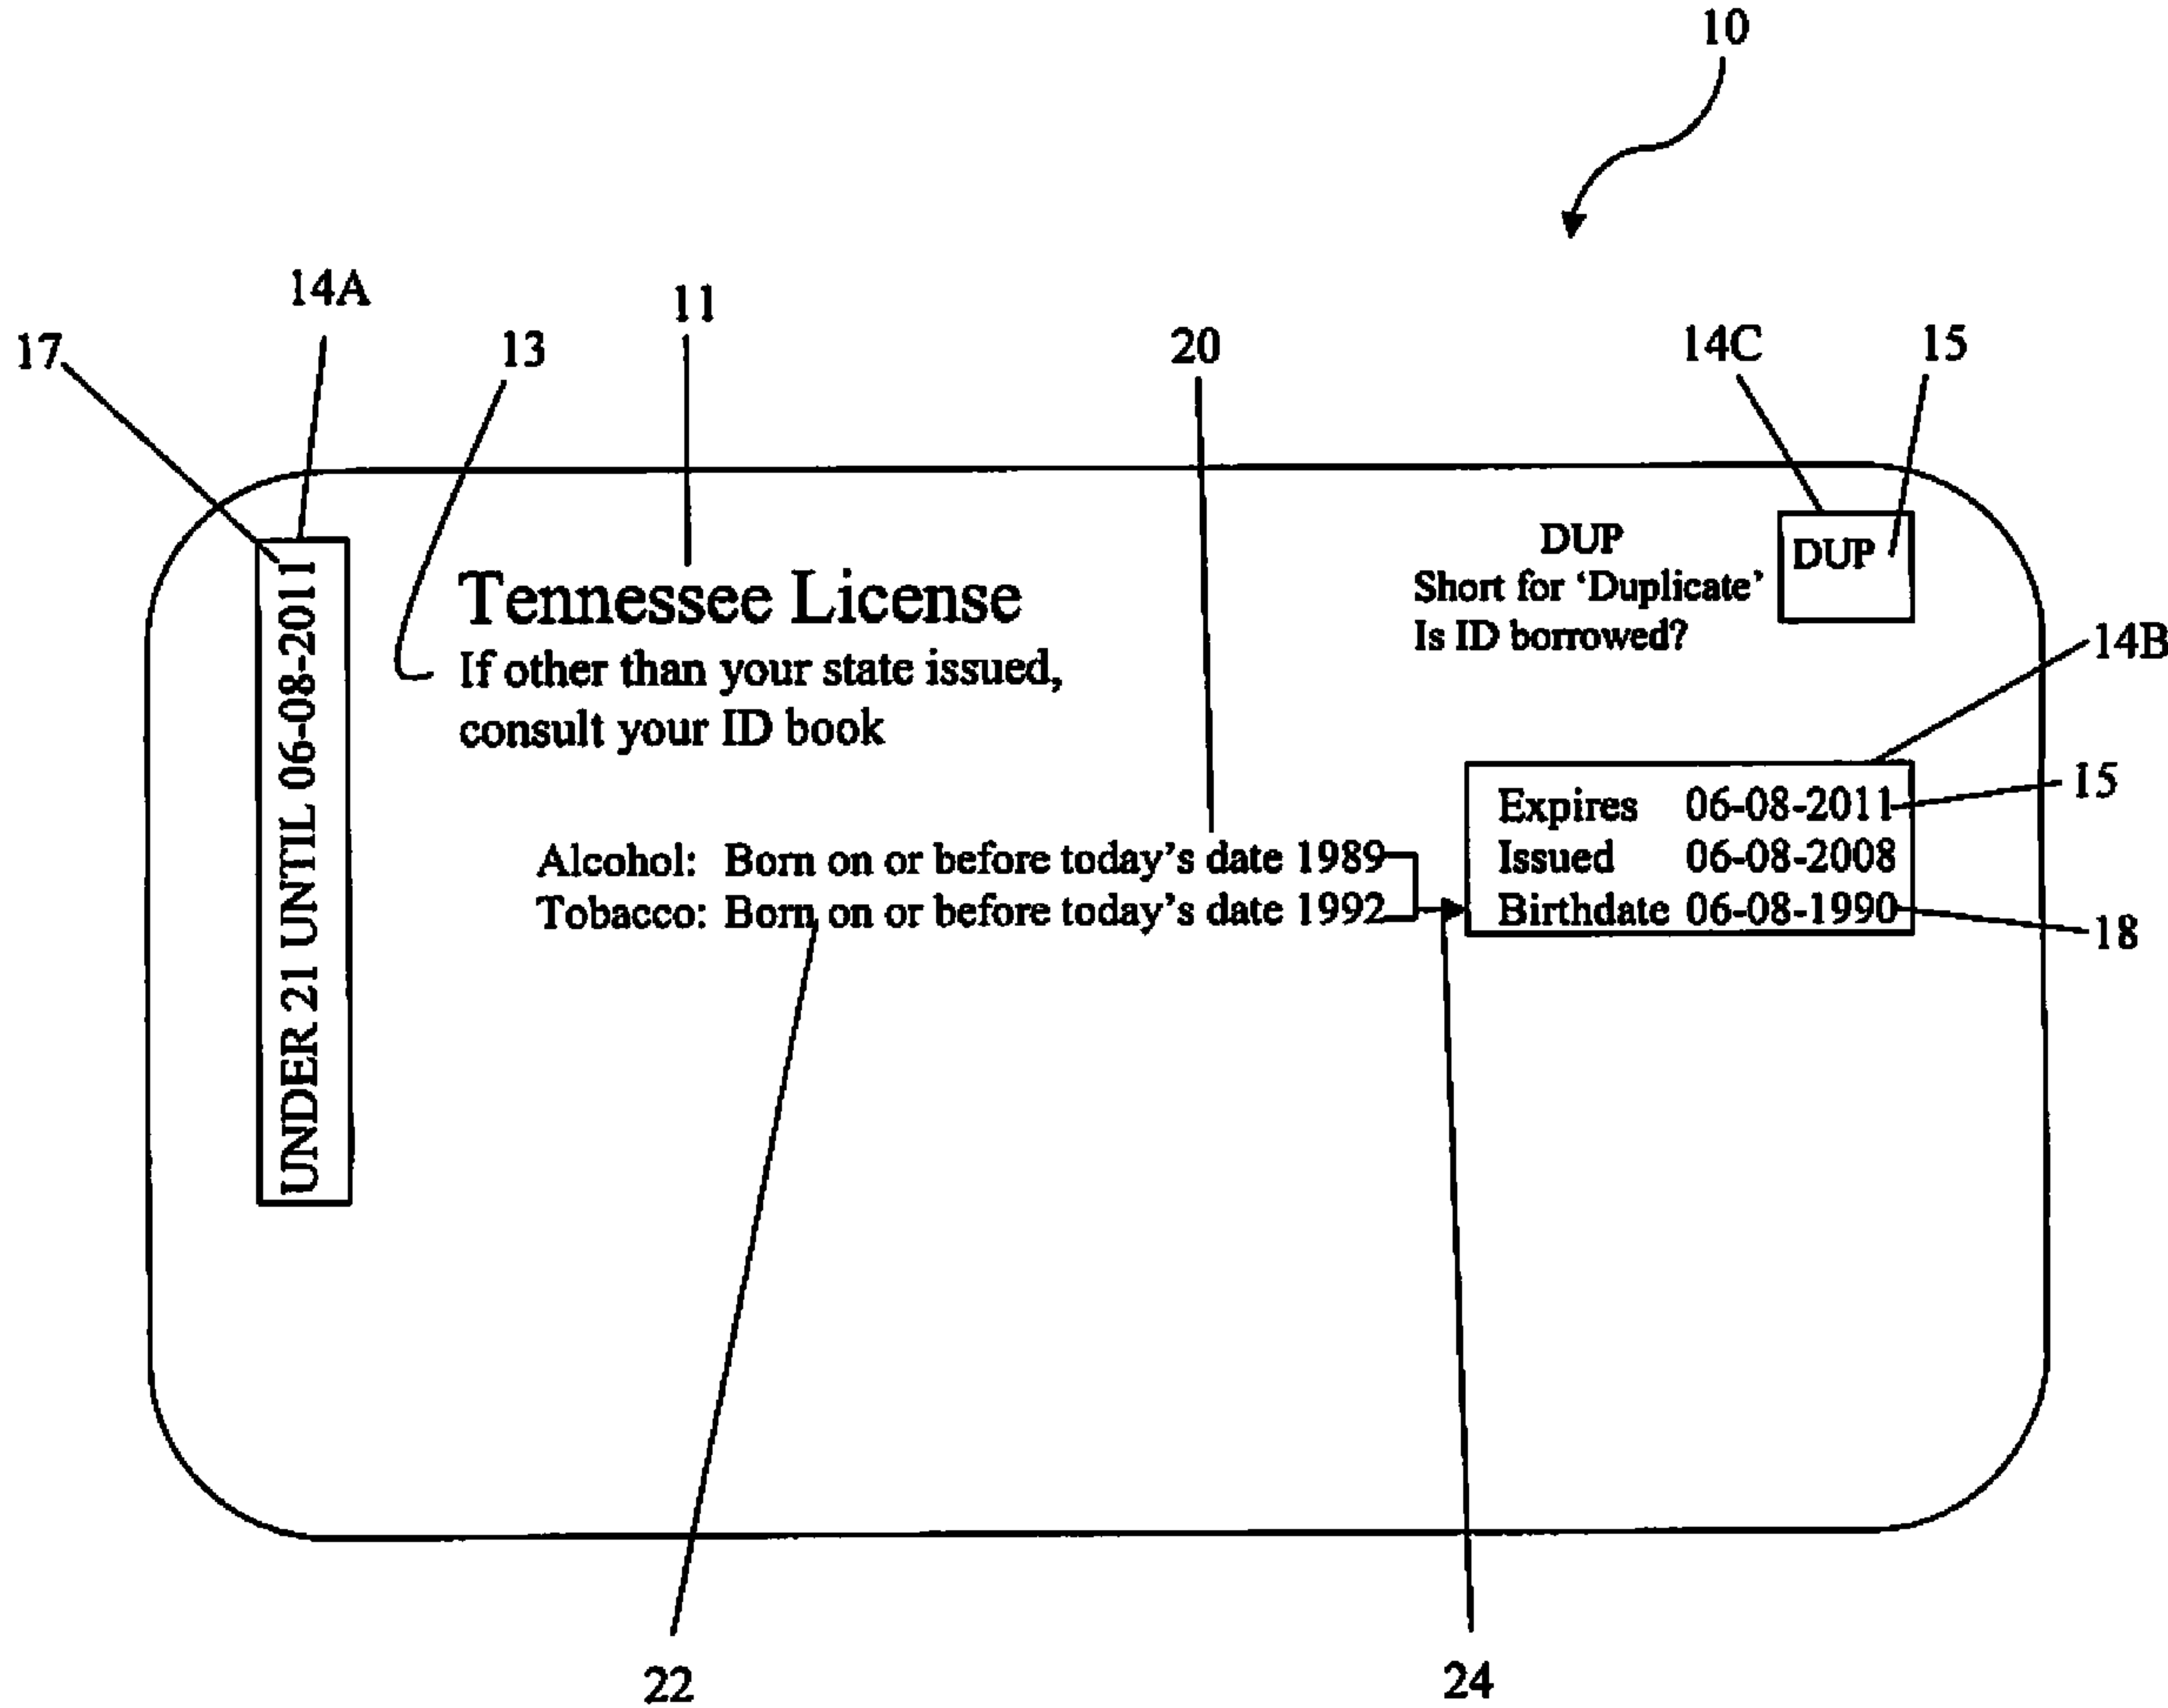 10
14A
11
17
13
20
14C
15
DUP
DUP
Tennessee License
Short for ‘Duplicate’
Is ID borrowed?
14B
If other than your state issued,
consult your ID book
UNDER 21 UNTIL 06-08-2011
15
Expires 06-08-2011
Alcohol: Born on or before today’s date 1989
Issued 06-08-2008
Tobacco: Born on or before today’s date 1992
Birthdate 06-08-1990
18
22
24